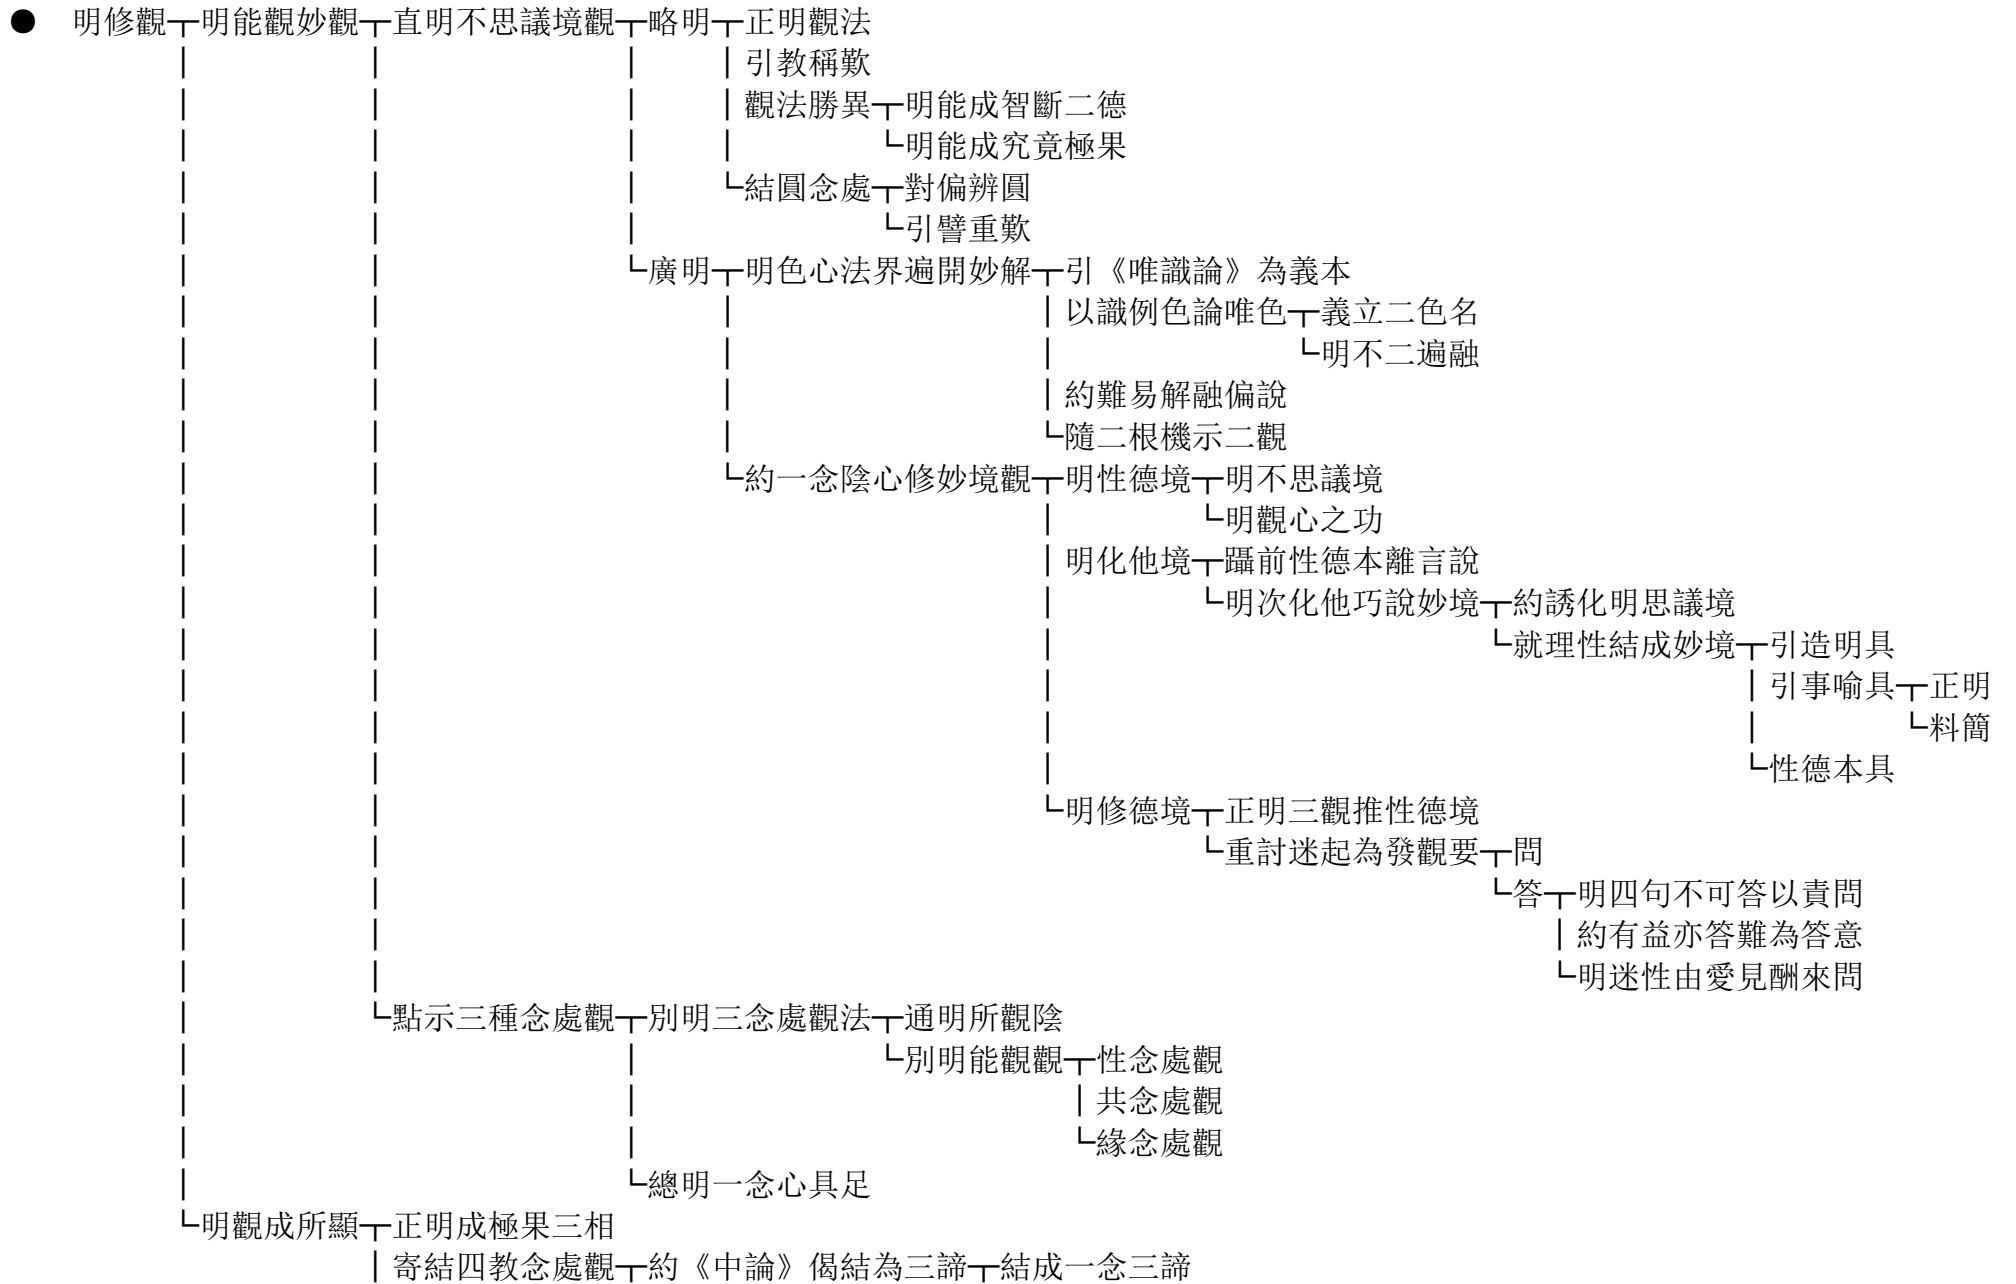 ● 明修觀┬明能觀妙觀┬直明不思議境觀┬略明┬正明觀法
│引教稱歎
│觀法勝異┬明能成智斷二德
└明能成究竟極果
└結圓念處┬對偏辨圓
└引譬重歎
└廣明┬明色心法界遍開妙解┬引《唯識論》為義本
│以識例色論唯色┬義立二色名
└明不二遍融
│約難易解融偏說
└隨二根機示二觀
└約一念陰心修妙境觀┬明性德境┬明不思議境
└明觀心之功
│明化他境┬躡前性德本離言說
└明次化他巧說妙境┬約誘化明思議境
└就理性結成妙境┬引造明具
│引事喻具┬正明
└料簡
└性德本具
└明修德境┬正明三觀推性德境
└重討迷起為發觀要┬問
└答┬明四句不可答以責問
│約有益亦答難為答意
└明迷性由愛見酬來問
└點示三種念處觀┬別明三念處觀法┬通明所觀陰
└別明能觀觀┬性念處觀
│共念處觀
└緣念處觀
└總明一念心具足
└明觀成所顯┬正明成極果三相
│寄結四教念處觀┬約《中論》偈結為三諦┬結成一念三諦